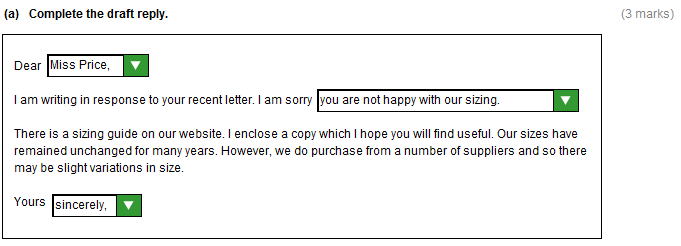 (a) Complete the draft reply. (3 marks)
Dear Miss Price,
I am writing in response to your recent letter. I am sorry you are not happy with our sizing.
There is a sizing guide on our website. I enclose a copy which I hope you will find useful. Our sizes have
remained unchanged for many years. However, we do purchase from a number of suppliers and so there
may be slight variations in size.
Yours sincerely,